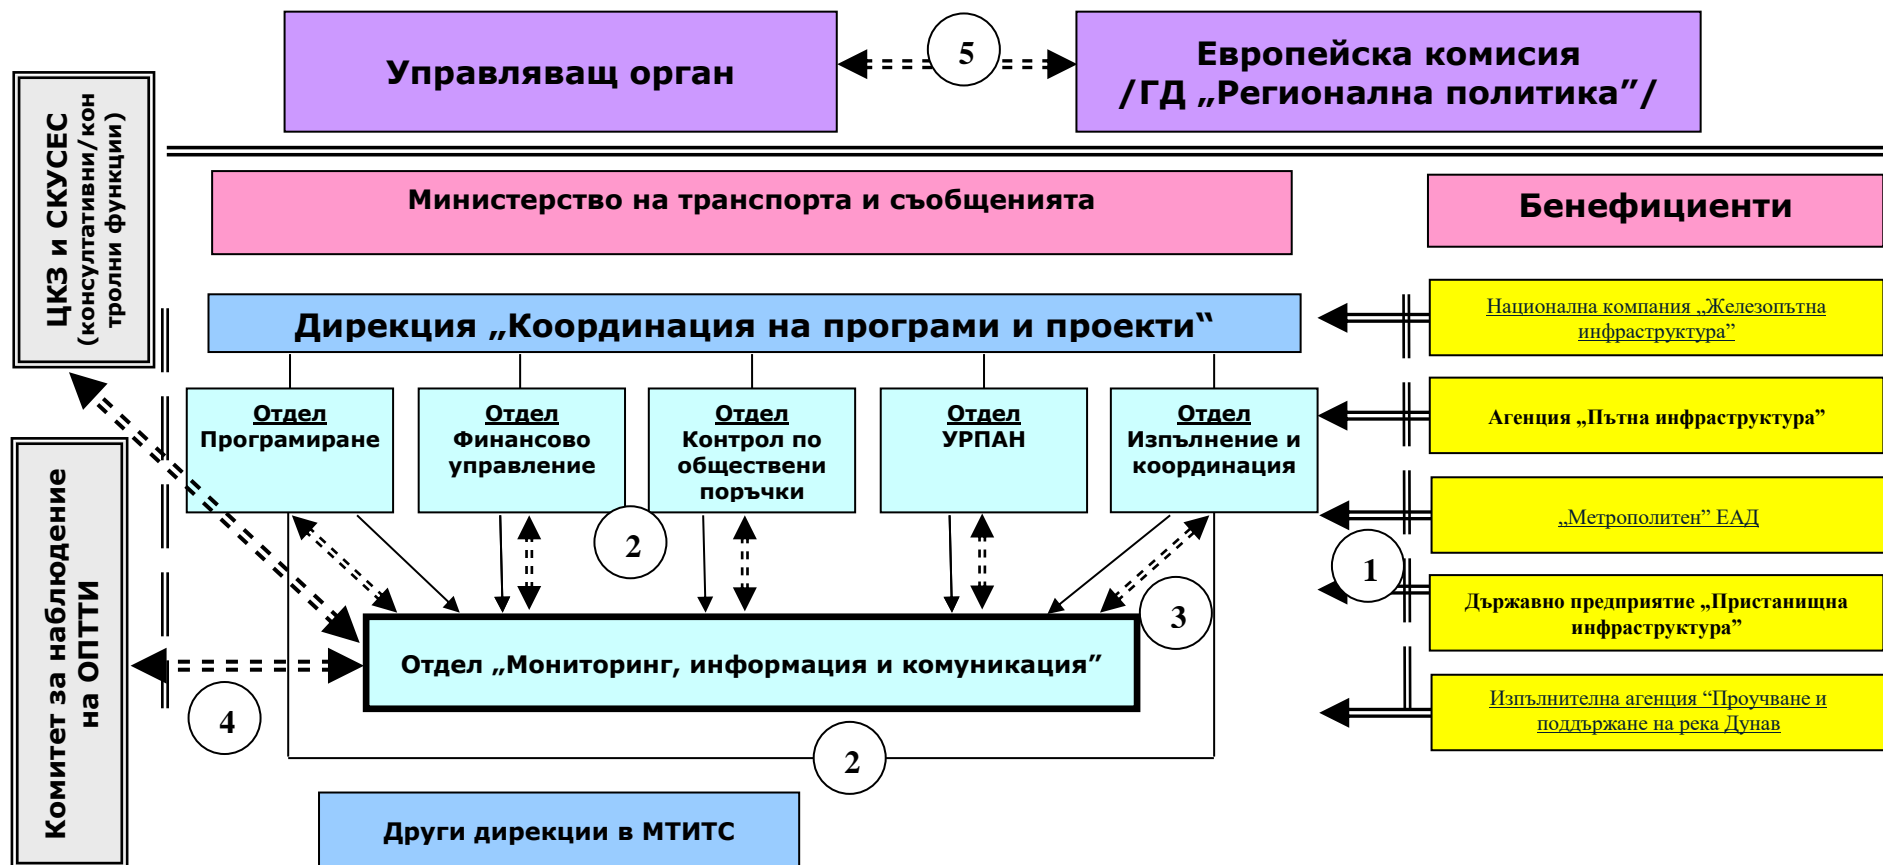 Управляващ орган
5
Европейска комисия
/ГД „Регионална политика”/
ЦКЗ и СКУСЕС
(консултативни/кон
тролни функции)
Министерство на транспорта и съобщенията
Бенефициенти
Дирекция „Координация на програми и проекти“
Национална компания „Железопътна
инфраструктура”
Отдел
Програмиране
Отдел
Финансово
управление
Отдел
Контрол по
обществени
поръчки
Отдел
УРПАН
Отдел
Изпълнение и
координация
Агенция „Пътна инфраструктура”
„Метрополитен” ЕАД
2
1
3
Държавно предприятие „Пристанищна
инфраструктура”
Комитет за наблюдение
на ОПТТИ
Отдел „Мониторинг, информация и комуникация”
4
Изпълнителна агенция “Проучване и
поддържане на река Дунав
2
Други дирекции в МТИТС